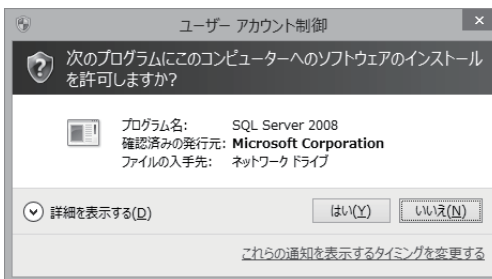 ユーザー アカウント制御
次のプログラムにこのコンピューターへのソフトウェアのインストール
を許可しますか?
プログラム名: SQL Server 2008
確認済みの発行元: Microsoft Corporation
ファイルの入手先: ネットワーク ドライブ
詳細を表示する(D)
はい(Y)
いいえ(N)
これらの通知を表示するタイミングを変更する